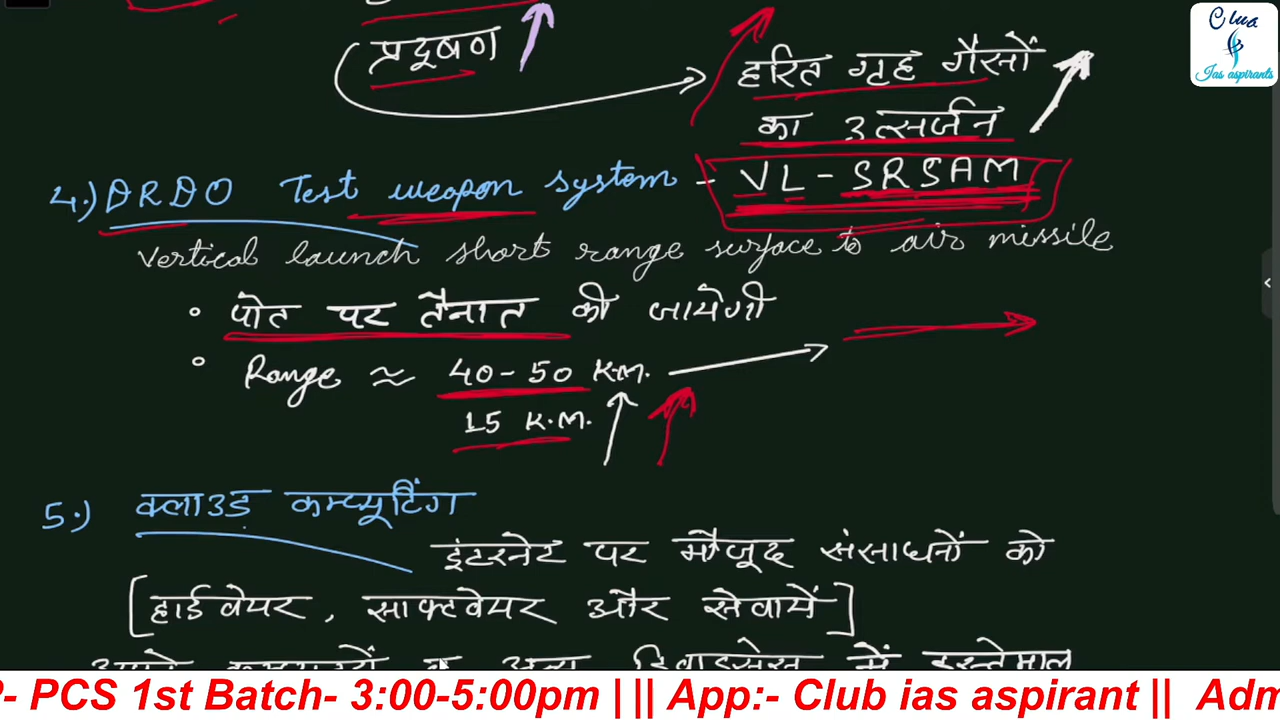 Club
Ias aspirants
प्रदूषण
हरित गृह गैसों
का उत्सर्जन
4.) DRDO Test weapon system - VL - SRSAM
vertical launch short range surface to air missile
• पोत पर तैनात की जायेगी
• Range ≈ 40 - 50 K.M.
15 K.M.
5.) क्लाउड कम्प्यूटिंग
इंटरनेट पर मौजूद संसाधनों को
[हार्डवेयर, साफ्टवेयर और सेवायें]
में इस्तेमाल
- PCS 1st Batch- 3:00-5:00pm | || App:- Club ias aspirant ||